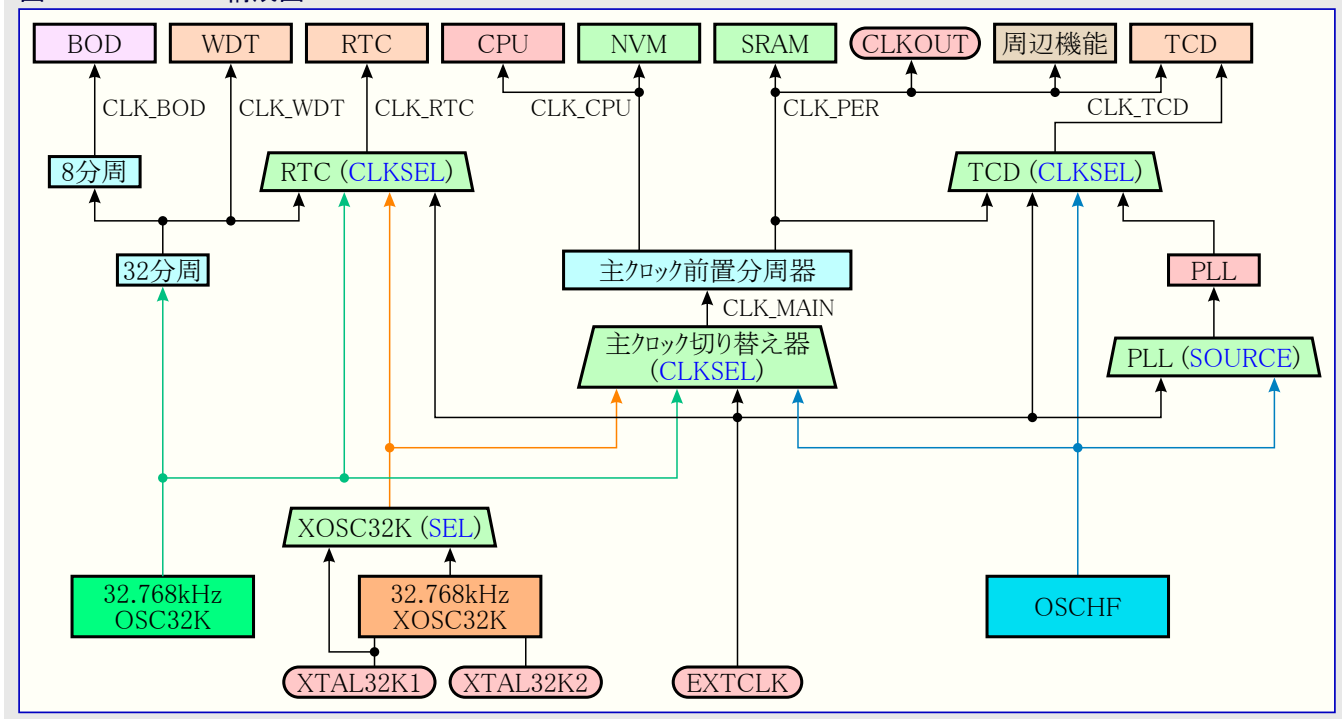 BOD WDT RTC CPU NVM SRAM CLKOUT 周辺機能 TCD
CLK_BOD CLK_WDT CLK_RTC CLK_CPU CLK_PER CLK_TCD
8分周 RTC (CLKSEL) TCD (CLKSEL)
32分周 主クロック前置分周器 PLL
CLK_MAIN
主クロック切り替え器
(CLKSEL)
PLL (SOURCE)
XOSC32K (SEL)
32.768kHz
OSC32K
32.768kHz
XOSC32K
OSCHF
XTAL32K1 XTAL32K2 EXTCLK